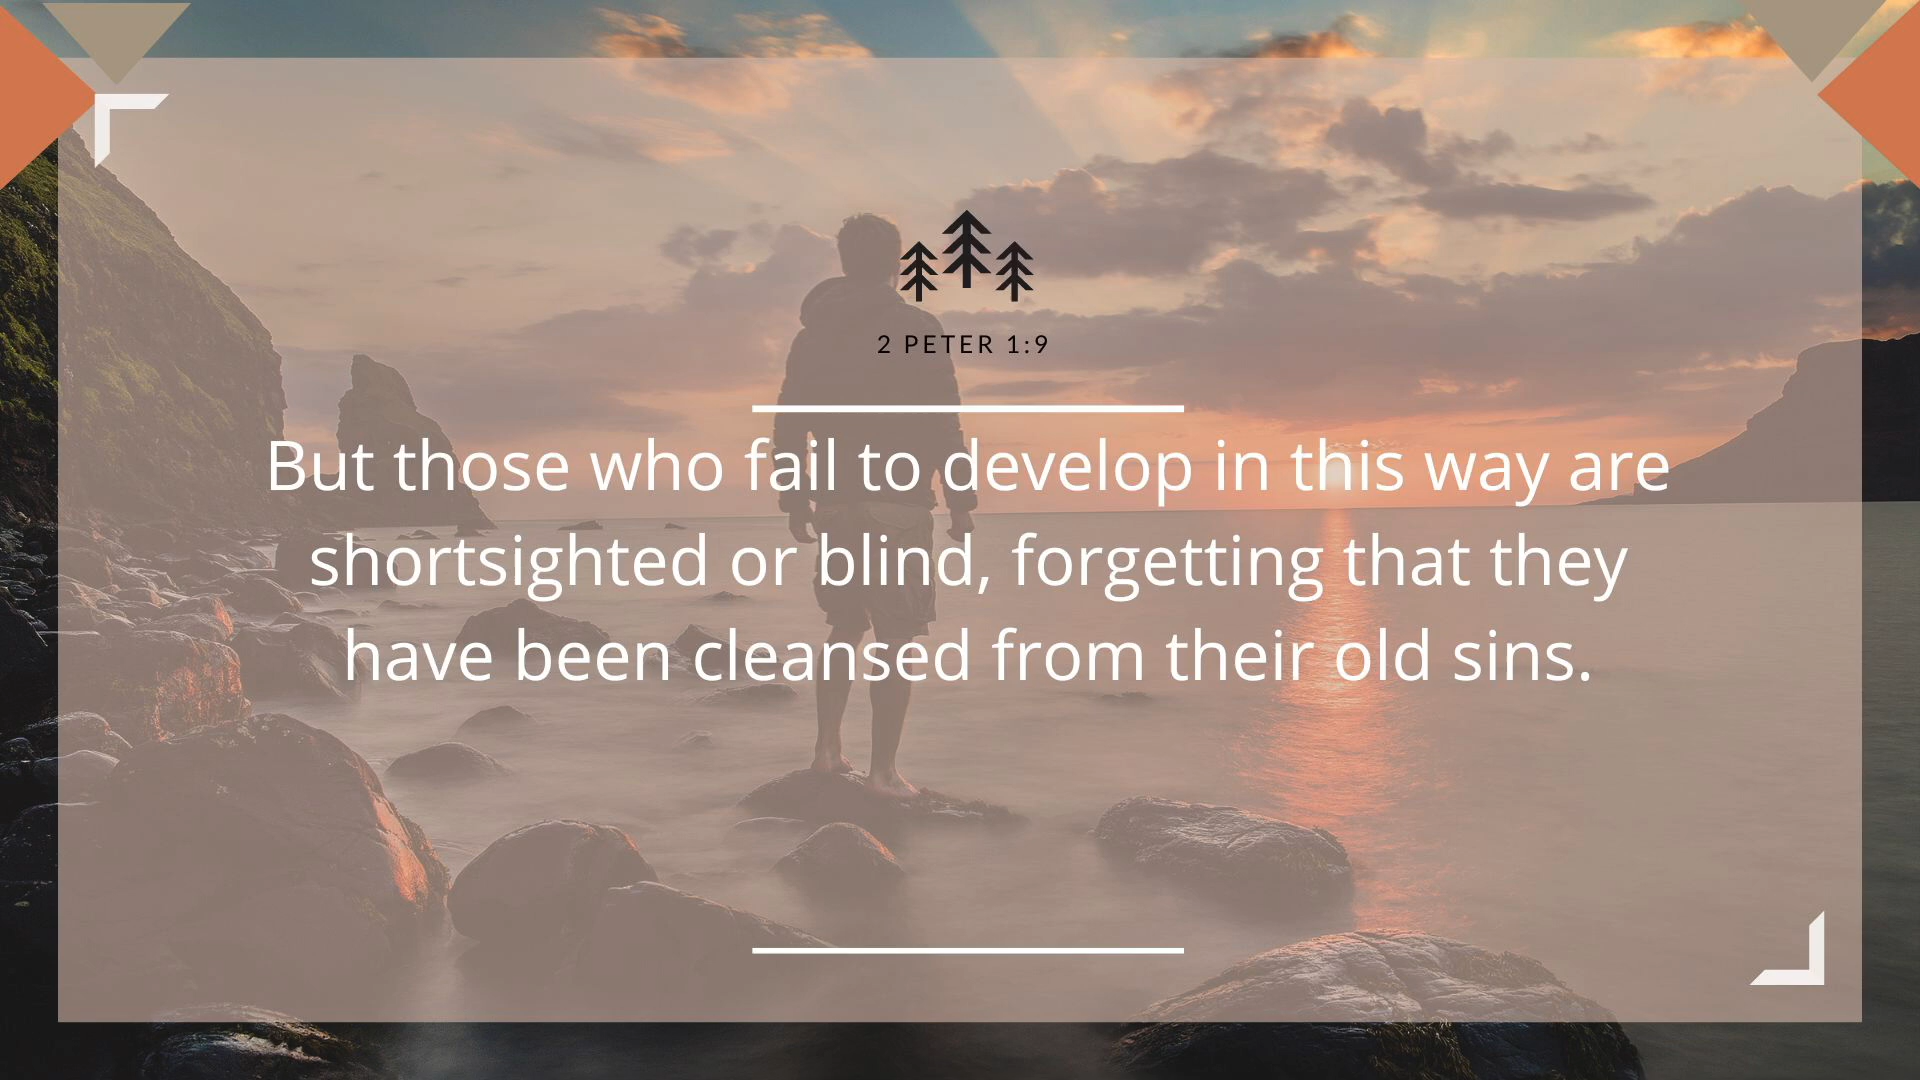 2 PETER 1:9
But those who fail to develop in this way are
shortsighted or blind, forgetting that they
have been cleansed from their old sins.